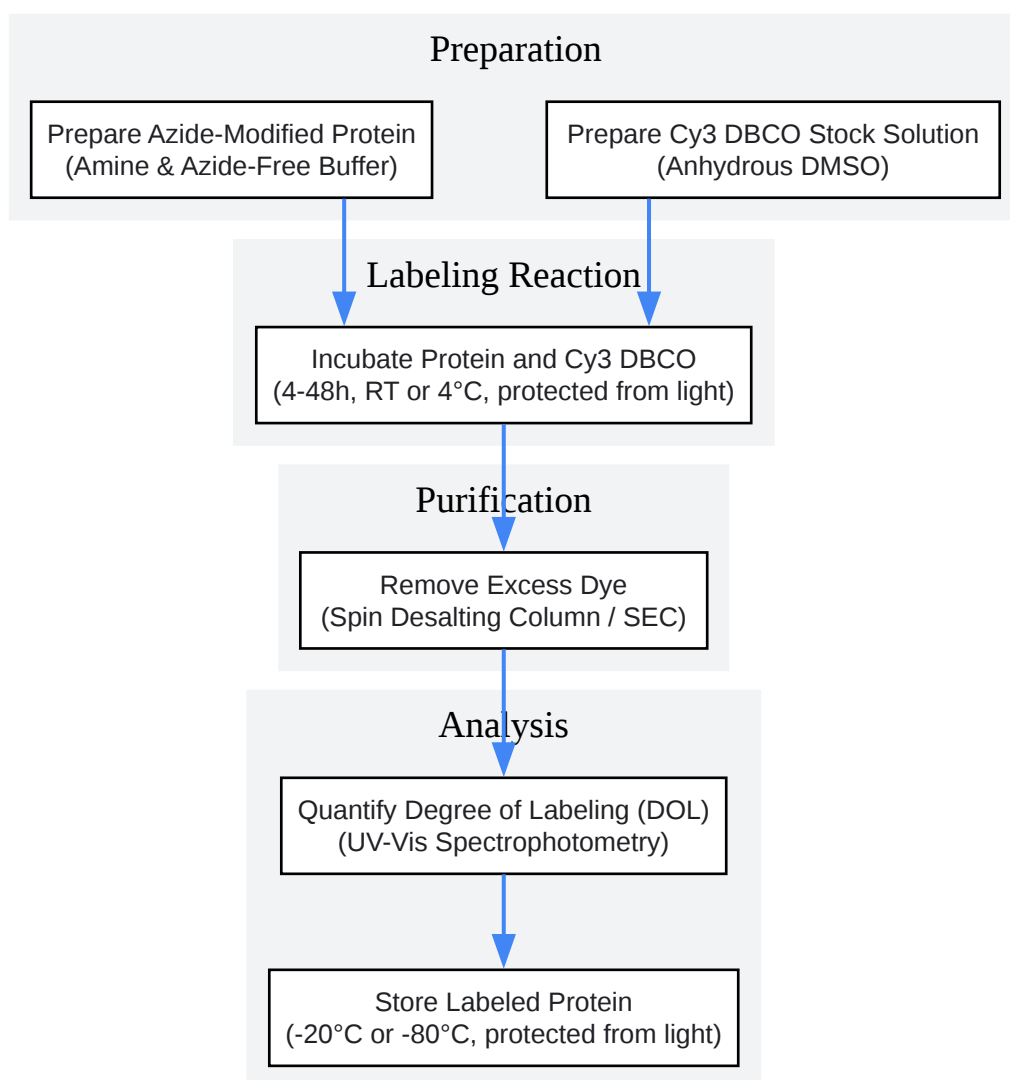 Preparation
Prepare Azide-Modified Protein
(Amine & Azide-Free Buffer)
Prepare Cy3 DBCO Stock Solution
(Anhydrous DMSO)
Labeling Reaction
Incubate Protein and Cy3 DBCO
(4-48h, RT or 4°C, protected from light)
Purification
Remove Excess Dye
(Spin Desalting Column / SEC)
Analysis
Quantify Degree of Labeling (DOL)
(UV-Vis Spectrophotometry)
Store Labeled Protein
(-20°C or -80°C, protected from light)